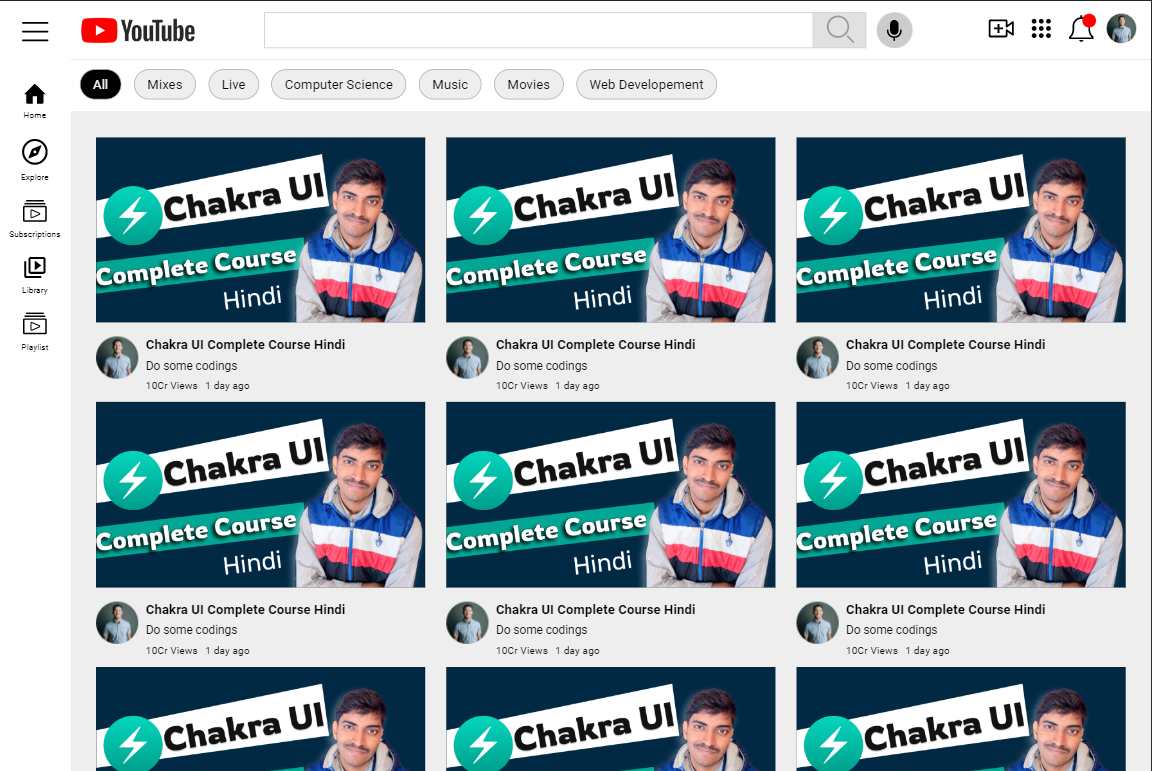 YouTube
All Mixes Live Computer Science Music Movies Web Developement
Home
Explore
Subscriptions
Library
Playlist
Chakra UI Chakra UI Chakra UI
Complete Course Complete Course Complete Course
Hindi Hindi Hindi
Chakra UI Complete Course Hindi Chakra UI Complete Course Hindi Chakra UI Complete Course Hindi
Do some codings Do some codings Do some codings
10Cr Views 1 day ago 10Cr Views 1 day ago 10Cr Views 1 day ago
Chakra UI Chakra UI Chakra UI
Complete Course Complete Course Complete Course
Hindi Hindi Hindi
Chakra UI Complete Course Hindi Chakra UI Complete Course Hindi Chakra UI Complete Course Hindi
Do some codings Do some codings Do some codings
10Cr Views 1 day ago 10Cr Views 1 day ago 10Cr Views 1 day ago
Chakra UI Chakra UI Chakra UI